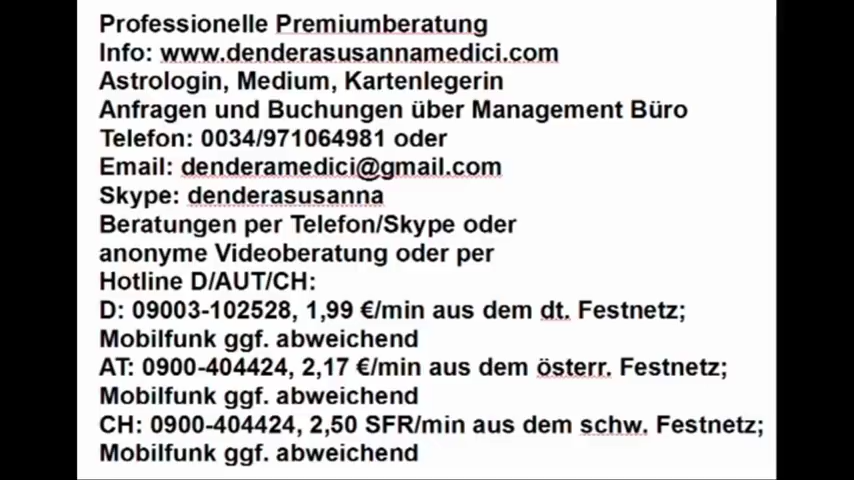 Professionelle Premiumberatung
Info: www.denderasusannamedici.com
Astrologin, Medium, Kartenlegerin
Anfragen und Buchungen über Management Büro
Telefon: 0034/971064981 oder
Email: denderamedici@gmail.com
Skype: denderasusanna
Beratungen per Telefon/Skype oder
anonyme Videoberatung oder per
Hotline D/AUT/CH:
D: 09003-102528, 1,99 €/min aus dem dt. Festnetz;
Mobilfunk ggf. abweichend
AT: 0900-404424, 2,17 €/min aus dem österr. Festnetz;
Mobilfunk ggf. abweichend
CH: 0900-404424, 2,50 SFR/min aus dem schw. Festnetz;
Mobilfunk ggf. abweichend